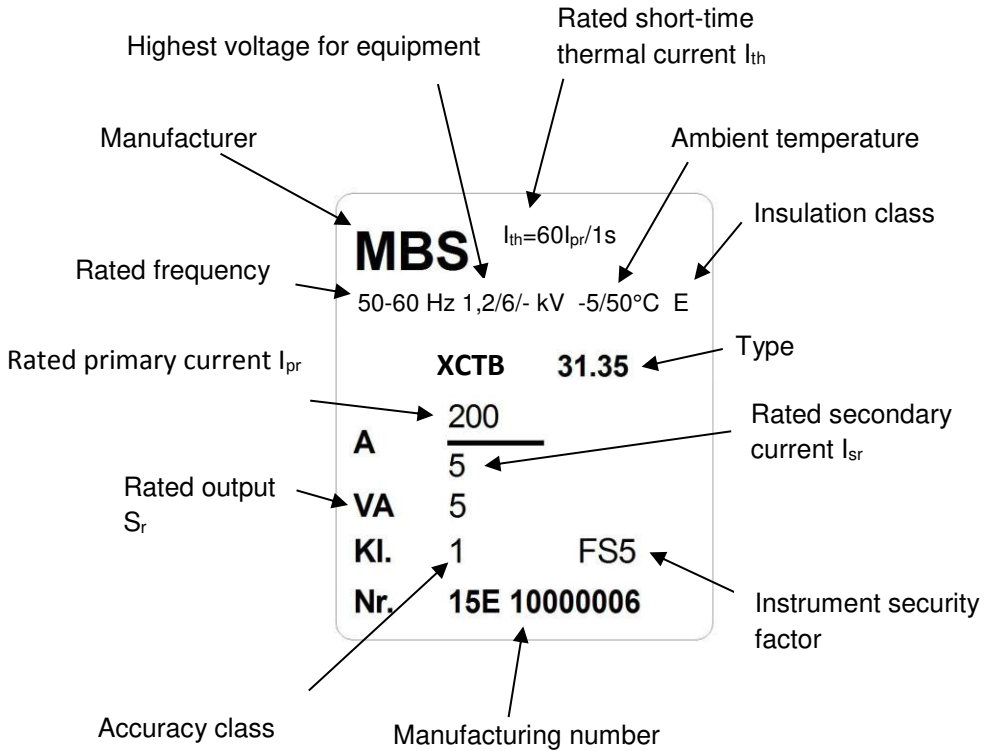 Rated short-time
thermal current Ith
Highest voltage for equipment
Manufacturer
Ambient temperature
Insulation class
MBS Ith=60Ipr/1s
Rated frequency
50-60 Hz 1,2/6/- kV -5/50°C E
Rated primary current Ipr
XCTB 31.35
Type
200
A
5
Rated secondary
current Isr
Rated output
Sr
VA 5
Kl. 1 FS5
Nr. 15E 10000006
Instrument security
factor
Accuracy class
Manufacturing number